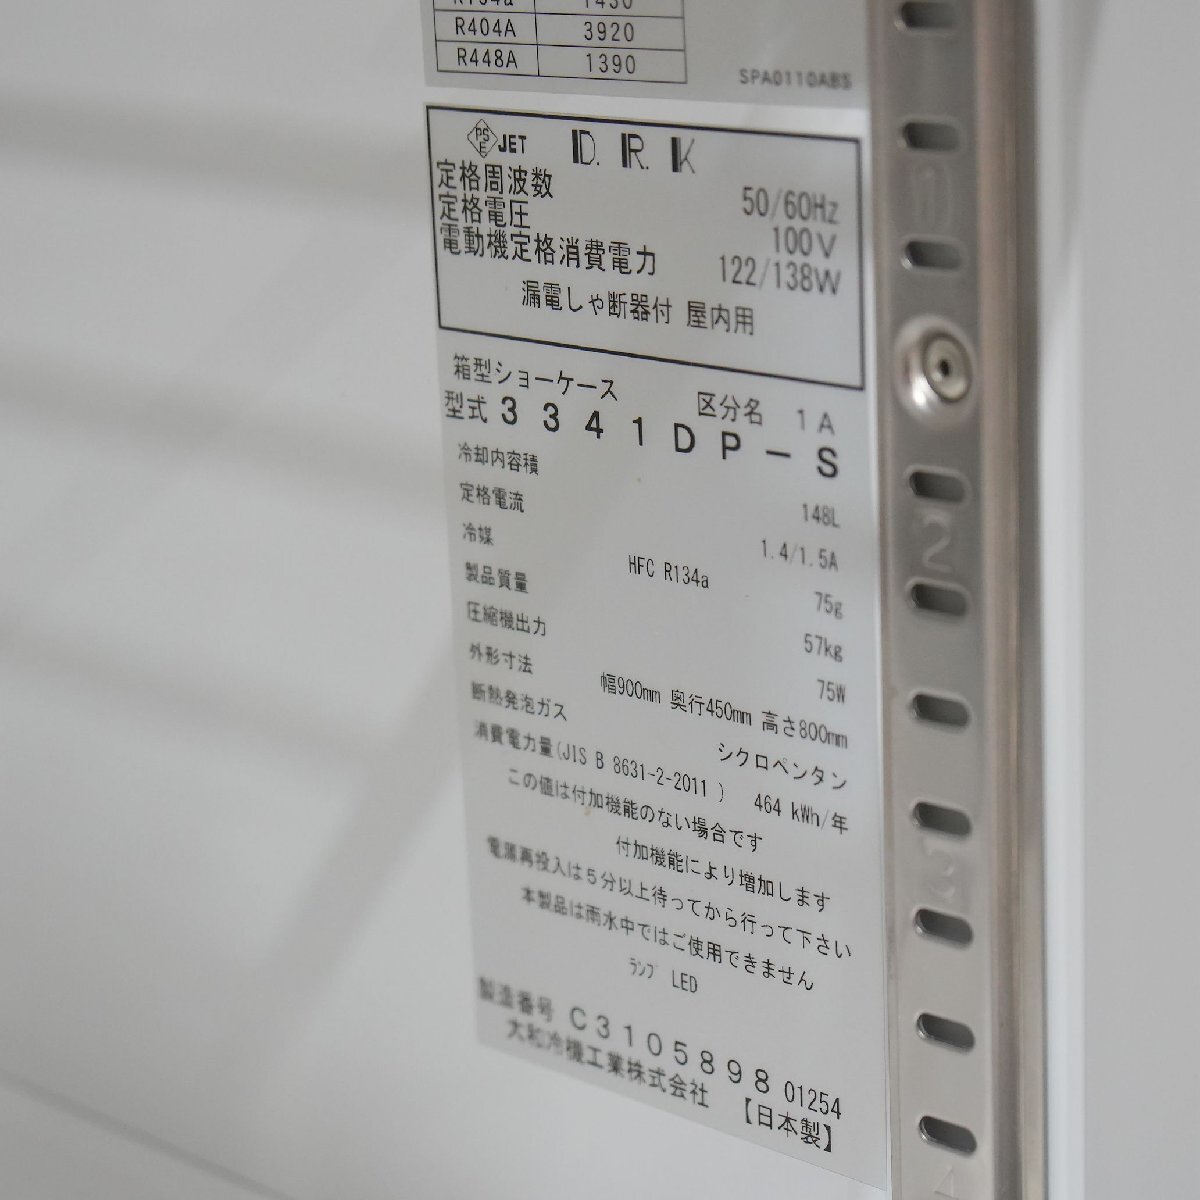 R134a 1430
R404A 3920
R448A 1390
SPA0110ABS
PS E JET D.R.K
定格周波数 50/60Hz
定格電圧 100V
電動機定格消費電力 122/138W
漏電しゃ断器付 屋内用
箱型ショーケース 区分名 1A
型式 3341DP-S
冷却内容積 148L
定格電流 1.4/1.5A
冷媒 HFC R134a 75g
製品質量 57kg
圧縮機出力 75W
外形寸法 幅900mm 奥行450mm 高さ800mm
断熱発泡ガス シクロペンタン
消費電力量(JIS B 8631-2-2011 ) 464 kWh/年
この値は付加機能のない場合です
付加機能により増加します
電源再投入は5分以上待ってから行って下さい
本製品は雨水中ではご使用できません
ランプ LED
製造番号 C3105898 01254
大和冷機工業株式会社 【日本製】
1
2
3
4